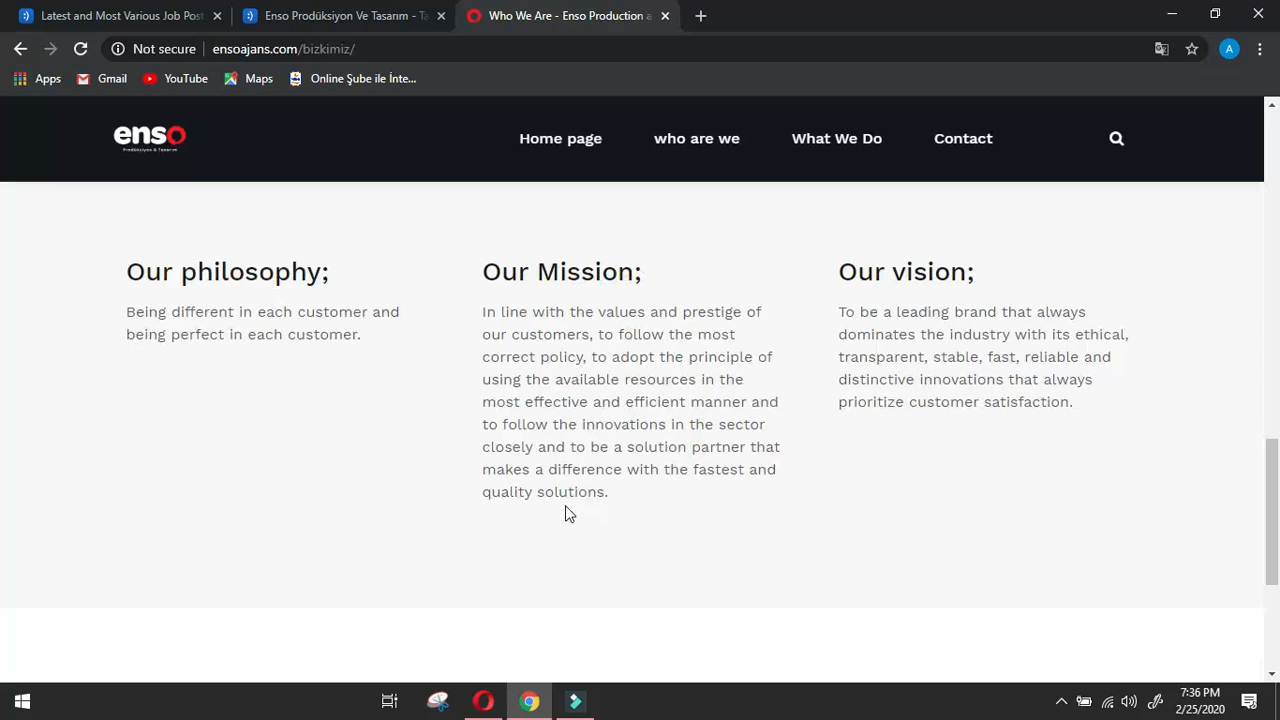 Latest and Most Various Job Post
Enso Prodüksiyon Ve Tasarım - Ta
Who We Are - Enso Production a
Not secure
ensoajans.com/bizkimiz/
A
Apps
Gmail
YouTube
Maps
Online Şube ile İnte...
enso
Prodüksiyon & Tasarım
Home page
who are we
What We Do
Contact
Our philosophy;
Being different in each customer and
being perfect in each customer.
Our Mission;
In line with the values and prestige of
our customers, to follow the most
correct policy, to adopt the principle of
using the available resources in the
most effective and efficient manner and
to follow the innovations in the sector
closely and to be a solution partner that
makes a difference with the fastest and
quality solutions.
Our vision;
To be a leading brand that always
dominates the industry with its ethical,
transparent, stable, fast, reliable and
distinctive innovations that always
prioritize customer satisfaction.
7:36 PM
2/25/2020